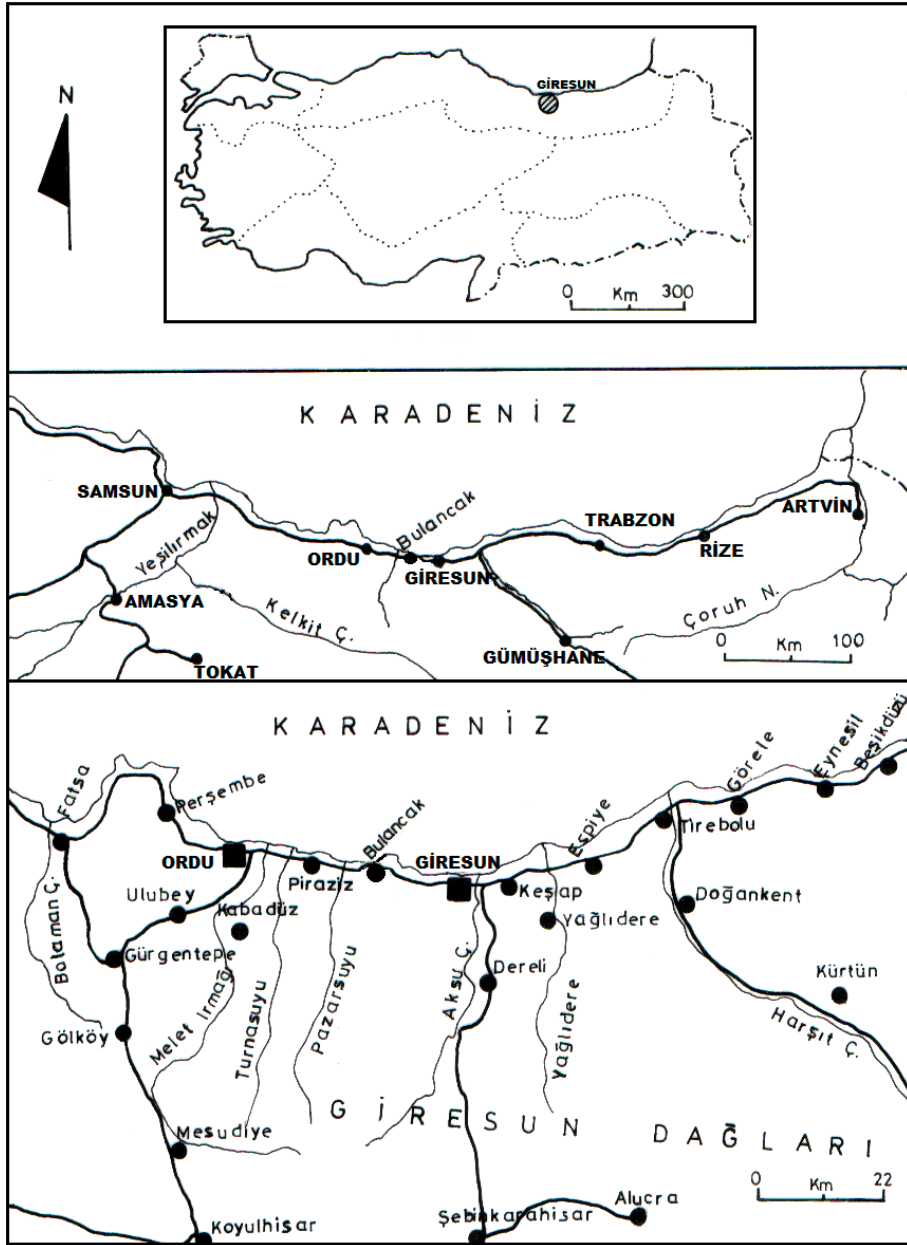 N
GİRESUN
0 Km 300
KARADENİZ
SAMSUN
Yeşilırmak
AMASYA
TOKAT
Kelkit Ç.
ORDU
Bulancak
GİRESUN
TRABZON
RİZE
ARTVİN
Çoruh N.
GÜMÜŞHANE
0 Km 100
KARADENİZ
Fatsa
Perşembe
ORDU
Piraziz
Bulancak
GİRESUN
Keşap
Espiye
Tirebolu
Görele
Eynesil
Beşikdüzü
Ulubey
Kabadüz
Yağlıdere
Doğankent
Bolaman Ç.
Gürgentepe
Dereli
Kürtün
Gölköy
Melet Irmağı
Turnasuyu
Pazarsuyu
Aksu Ç.
Yağlıdere
Harşıt Ç.
GİRESUN DAĞLARI
Mesudiye
0 Km 22
Koyulhisar
Şebinkarahisar
Alucra